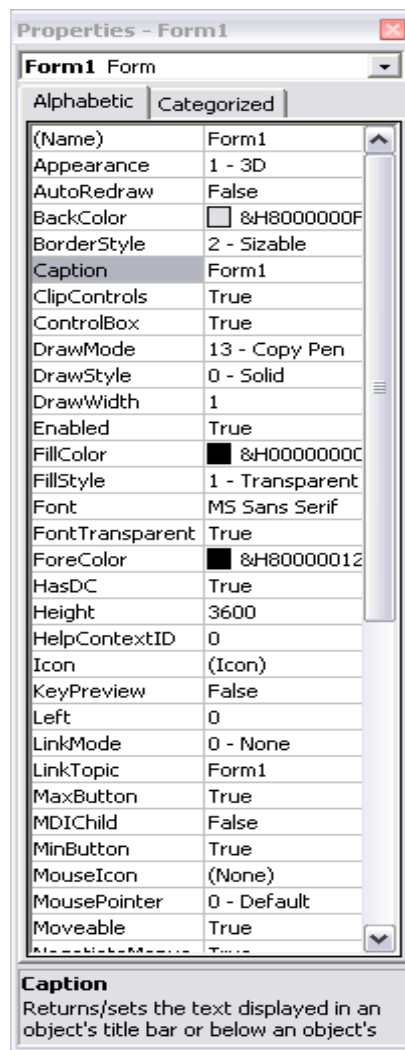 Properties - Form1
Form1 Form
Alphabetic Categorized
(Name) Form1
Appearance 1 - 3D
AutoRedraw False
BackColor &H8000000F
BorderStyle 2 - Sizable
Caption Form1
ClipControls True
ControlBox True
DrawMode 13 - Copy Pen
DrawStyle 0 - Solid
DrawWidth 1
Enabled True
FillColor &H0000000C
FillStyle 1 - Transparent
Font MS Sans Serif
FontTransparent True
ForeColor &H80000012
HasDC True
Height 3600
HelpContextID 0
Icon (Icon)
KeyPreview False
Left 0
LinkMode 0 - None
LinkTopic Form1
MaxButton True
MDIChild False
MinButton True
MouseIcon (None)
MousePointer 0 - Default
Moveable True
Caption
Returns/sets the text displayed in an
object's title bar or below an object's